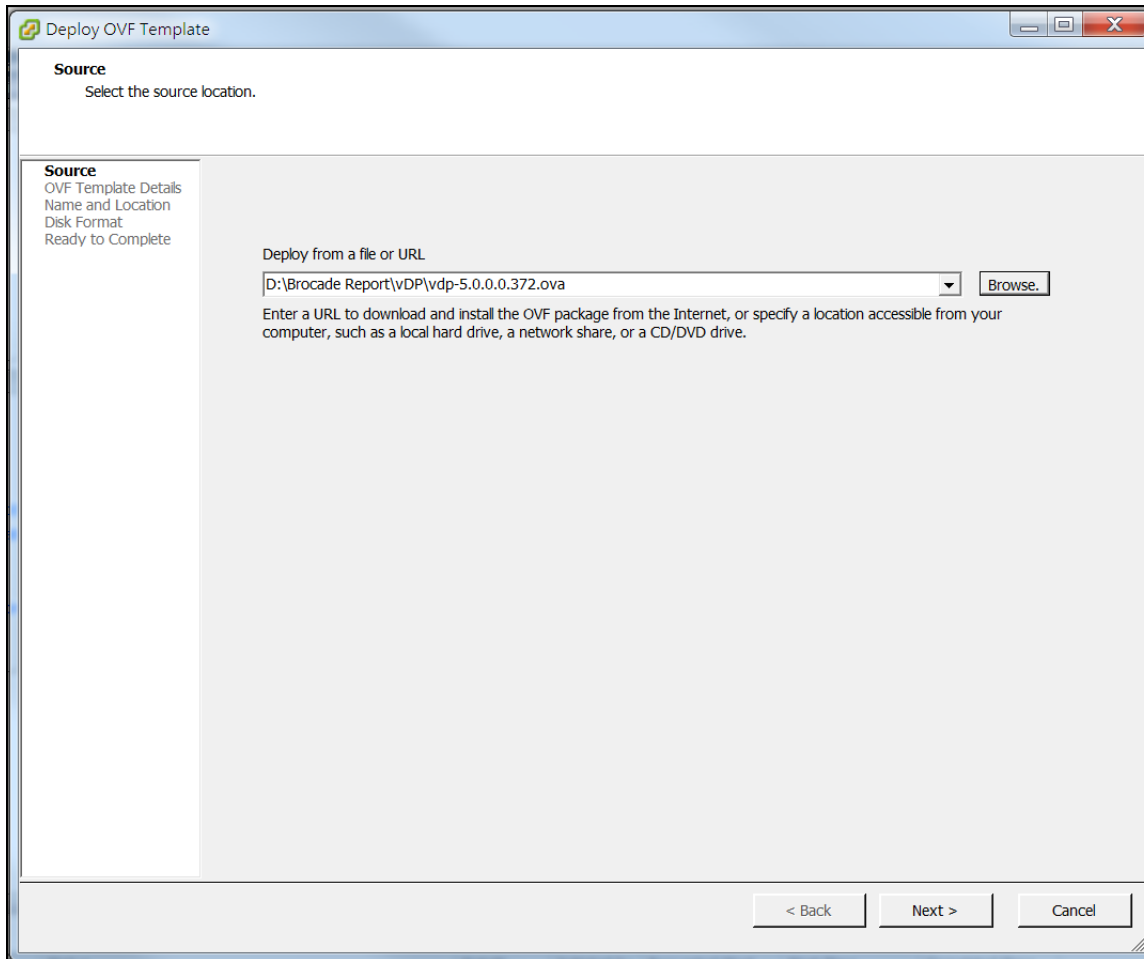 Deploy OVF Template
Source
Select the source location.
Source
OVF Template Details
Name and Location
Disk Format
Ready to Complete
Deploy from a file or URL
D:\Brocade Report\vDP\vdp-5.0.0.0.372.ova
Browse.
Enter a URL to download and install the OVF package from the Internet, or specify a location accessible from your
computer, such as a local hard drive, a network share, or a CD/DVD drive.
< Back
Next >
Cancel